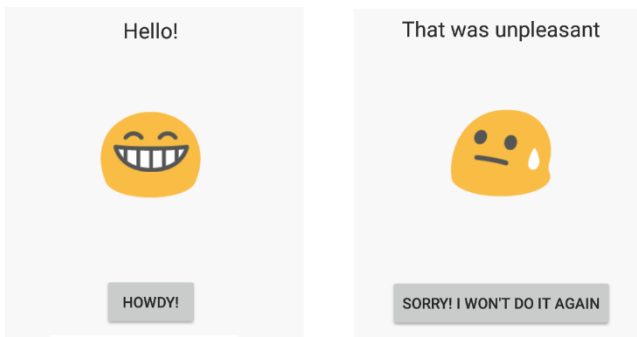 Hello!
HOWDY!
That was unpleasant
SORRY! I WON'T DO IT AGAIN